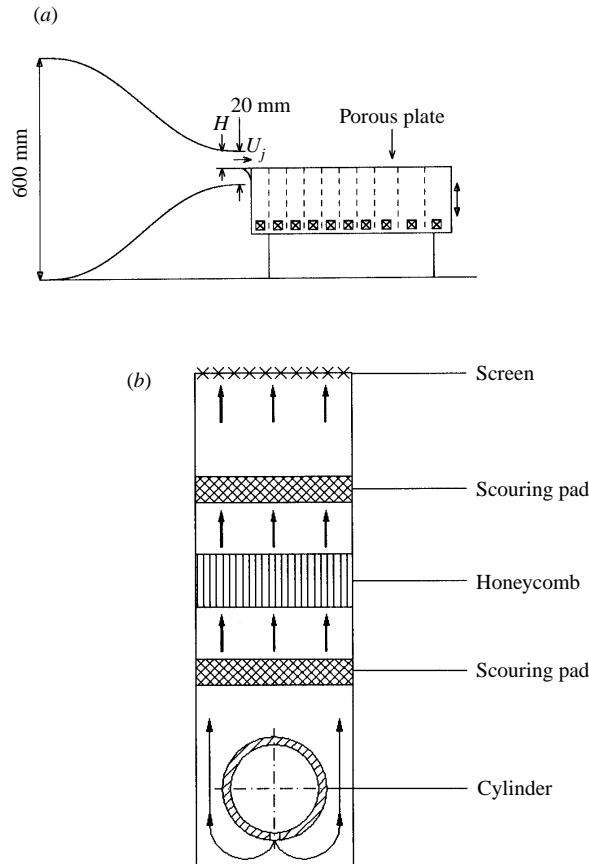 (a)
20 mm
H
U_j
Porous plate
600 mm
(b)
Screen
Scouring pad
Honeycomb
Scouring pad
Cylinder